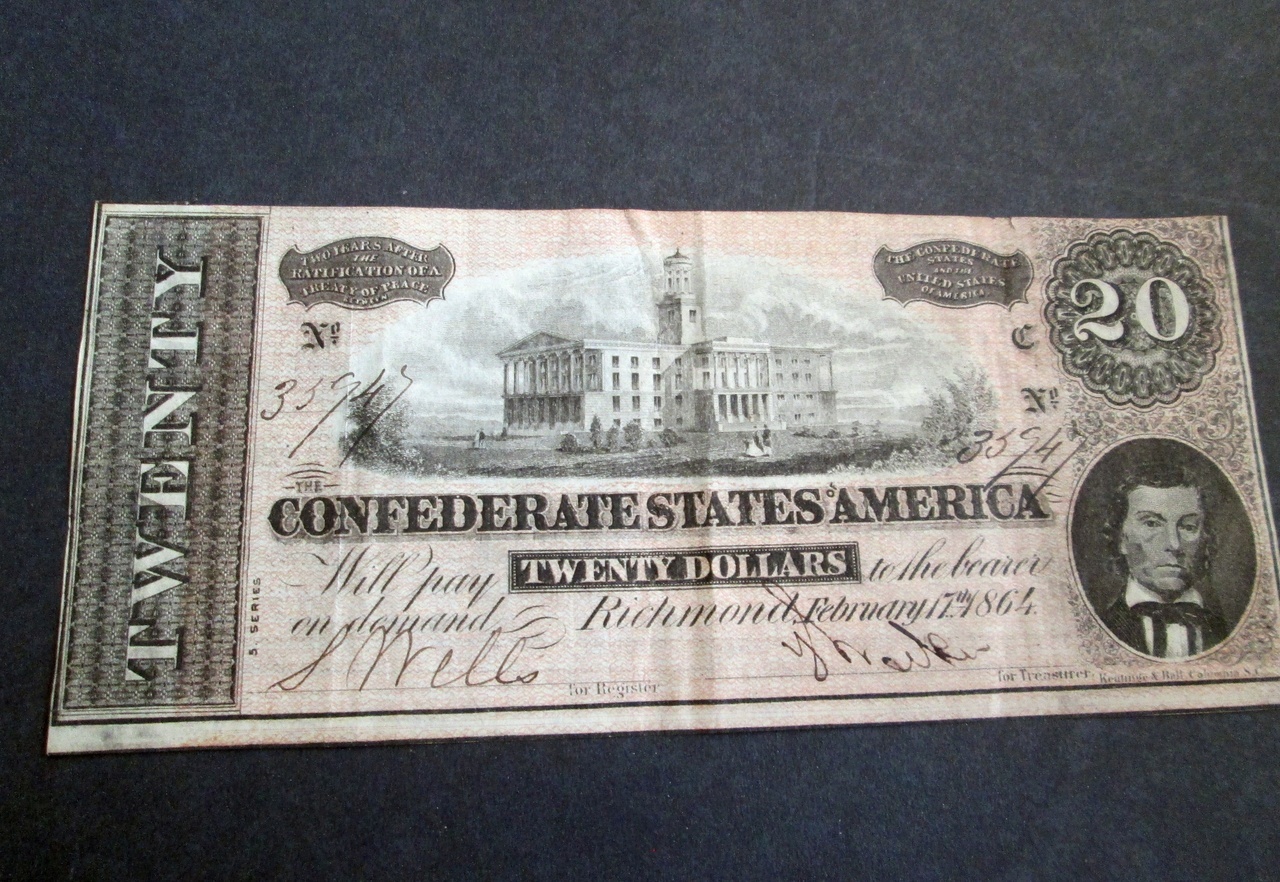 TWENTY
TWO YEARS AFTER
THE
RATIFICATION OF A
TREATY OF PEACE
BETWEEN
THE CONFEDERATE
STATES
AND THE
UNITED STATES
OF AMERICA
20
Nº
C
35947
Nº
35947
THE
CONFEDERATE STATES OF AMERICA
Will pay TWENTY DOLLARS to the bearer
on demand Richmond, February 17th 1864.
5 SERIES
S Wells
for Register
for Treasurer
Keatinge & Ball, Columbia, S.C.